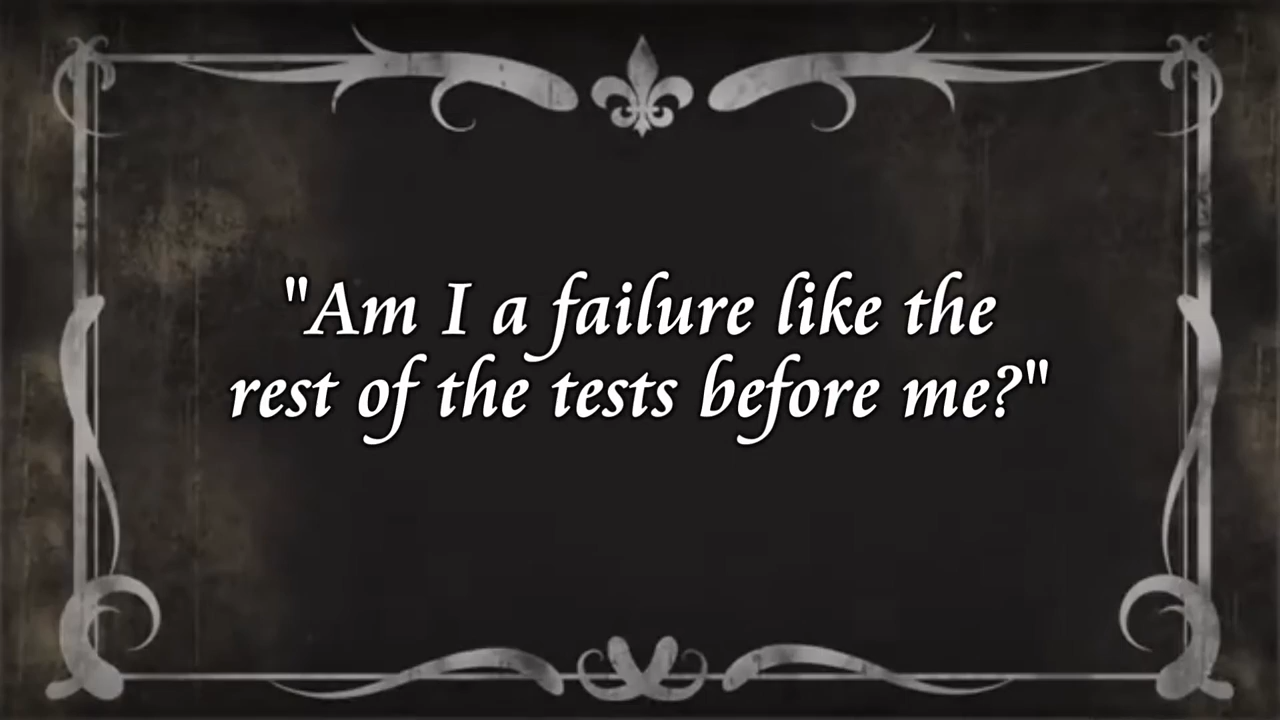 "Am I a failure like the
rest of the tests before me?"